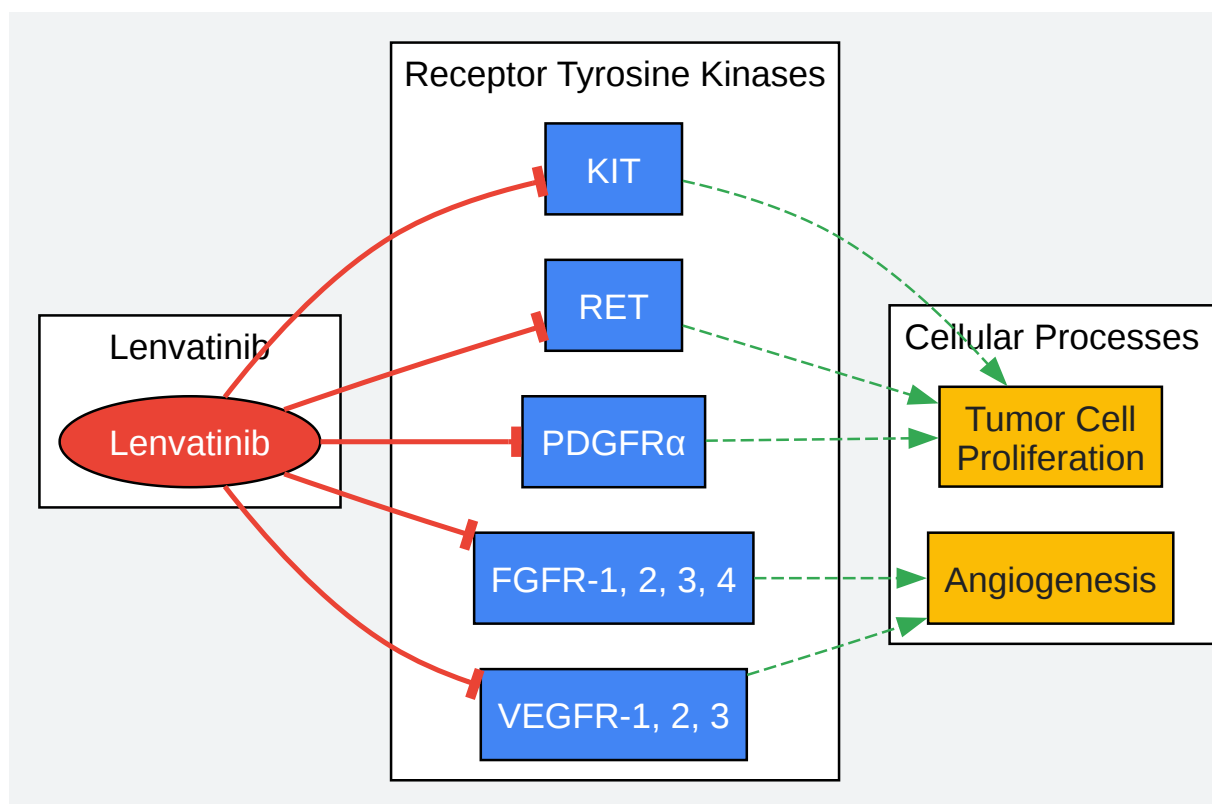 Receptor Tyrosine Kinases
KIT
RET
PDGFRα
FGFR-1, 2, 3, 4
VEGFR-1, 2, 3
Lenvatinib
Lenvatinib
Cellular Processes
Tumor Cell
Proliferation
Angiogenesis